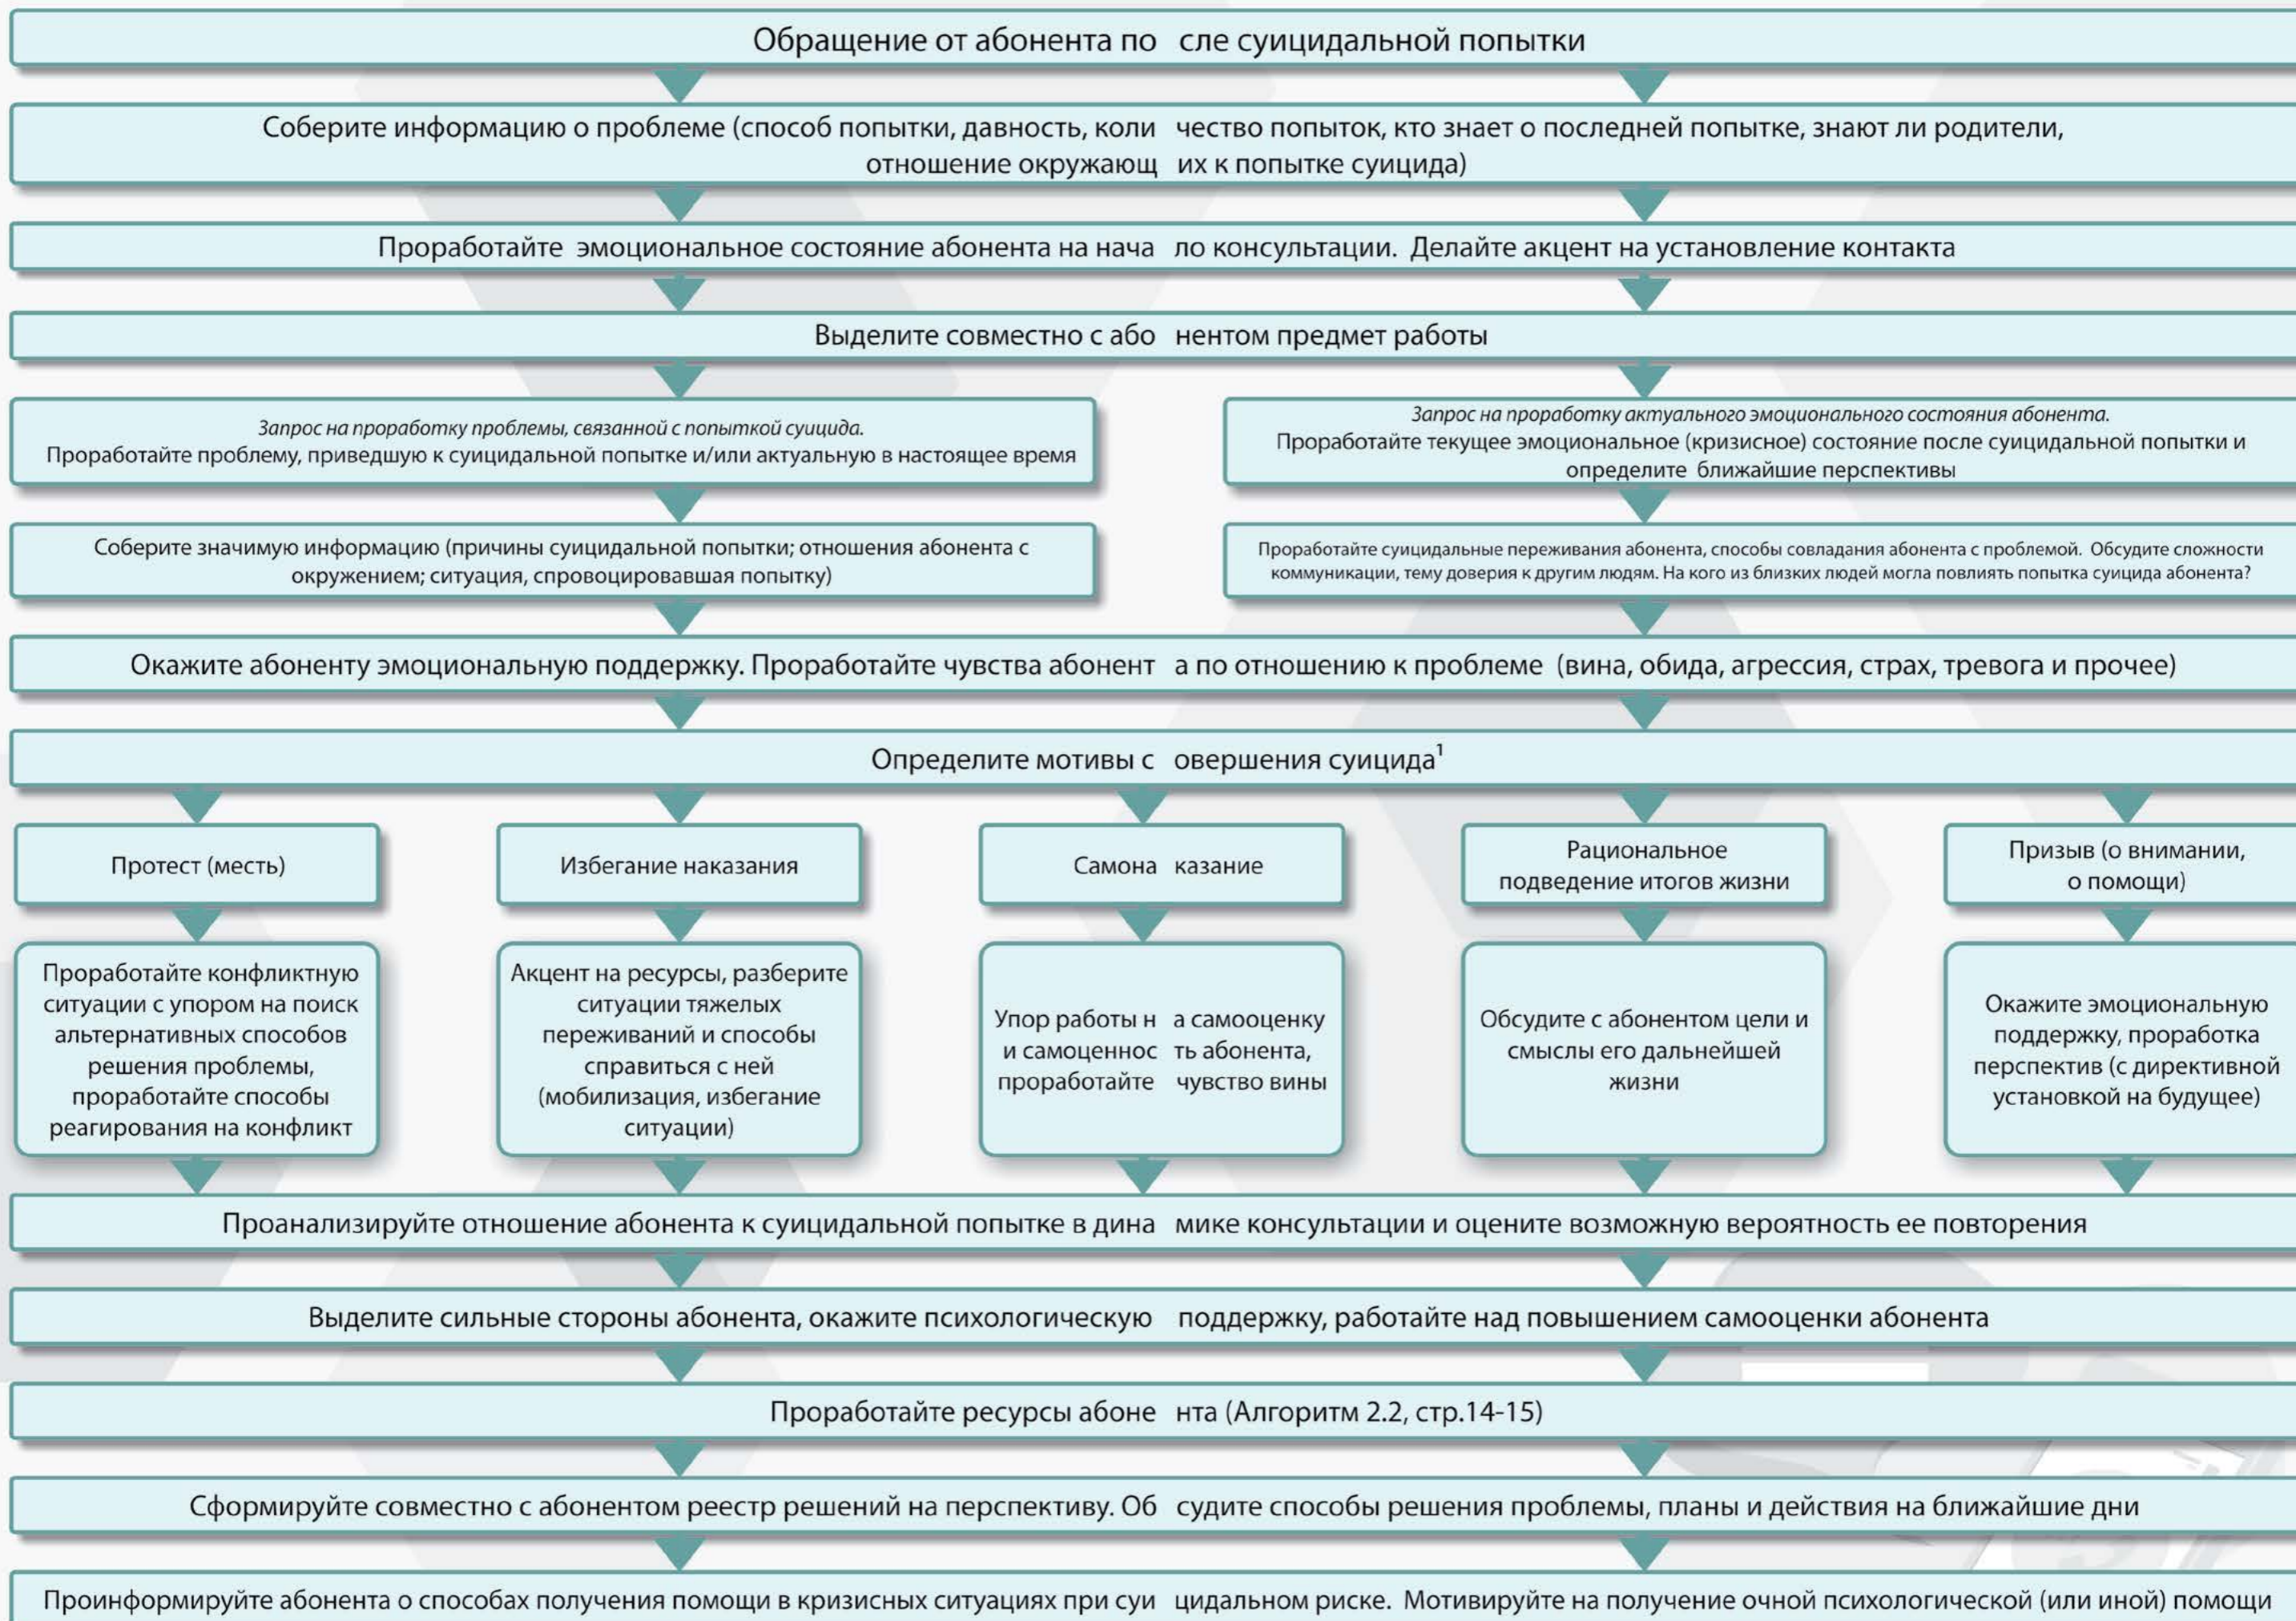 Обращение от абонента по сле суицидальной попытки
Соберите информацию о проблеме (способ попытки, давность, коли чество попыток, кто знает о последней попытке, знают ли родители,
отношение окружающ их к попытке суицида)
Проработайте эмоциональное состояние абонента на нача ло консультации. Делайте акцент на установление контакта
Выделите совместно с або нентом предмет работы
Запрос на проработку проблемы, связанной с попыткой суицида.
Проработайте проблему, приведшую к суицидальной попытке и/или актуальную в настоящее время
Запрос на проработку актуального эмоционального состояния абонента.
Проработайте текущее эмоциональное (кризисное) состояние после суицидальной попытки и
определите ближайшие перспективы
Соберите значимую информацию (причины суицидальной попытки; отношения абонента с
окружением; ситуация, спровоцировавшая попытку)
Проработайте суицидальные переживания абонента, способы совладания абонента с проблемой. Обсудите сложности
коммуникации, тему доверия к другим людям. На кого из близких людей могла повлиять попытка суицида абонента?
Окажите абоненту эмоциональную поддержку. Проработайте чувства абонент а по отношению к проблеме (вина, обида, агрессия, страх, тревога и прочее)
Определите мотивы с овершения суицида¹
Протест (месть)
Избегание наказания
Самона казание
Рациональное
подведение итогов жизни
Призыв (о внимании,
о помощи)
Проработайте конфликтную
ситуации с упором на поиск
альтернативных способов
решения проблемы,
проработайте способы
реагирования на конфликт
Акцент на ресурсы, разберите
ситуации тяжелых
переживаний и способы
справиться с ней
(мобилизация, избегание
ситуации)
Упор работы н а самооценку
и самоценнос ть абонента,
проработайте чувство вины
Обсудите с абонентом цели и
смыслы его дальнейшей
жизни
Окажите эмоциональную
поддержку, проработка
перспектив (с директивной
установкой на будущее)
Проанализируйте отношение абонента к суицидальной попытке в дина мике консультации и оцените возможную вероятность ее повторения
Выделите сильные стороны абонента, окажите психологическую поддержку, работайте над повышением самооценки абонента
Проработайте ресурсы абоне нта (Алгоритм 2.2, стр.14-15)
Сформируйте совместно с абонентом реестр решений на перспективу. Об судите способы решения проблемы, планы и действия на ближайшие дни
Проинформируйте абонента о способах получения помощи в кризисных ситуациях при суи цидальном риске. Мотивируйте на получение очной психологической (или иной) помощи